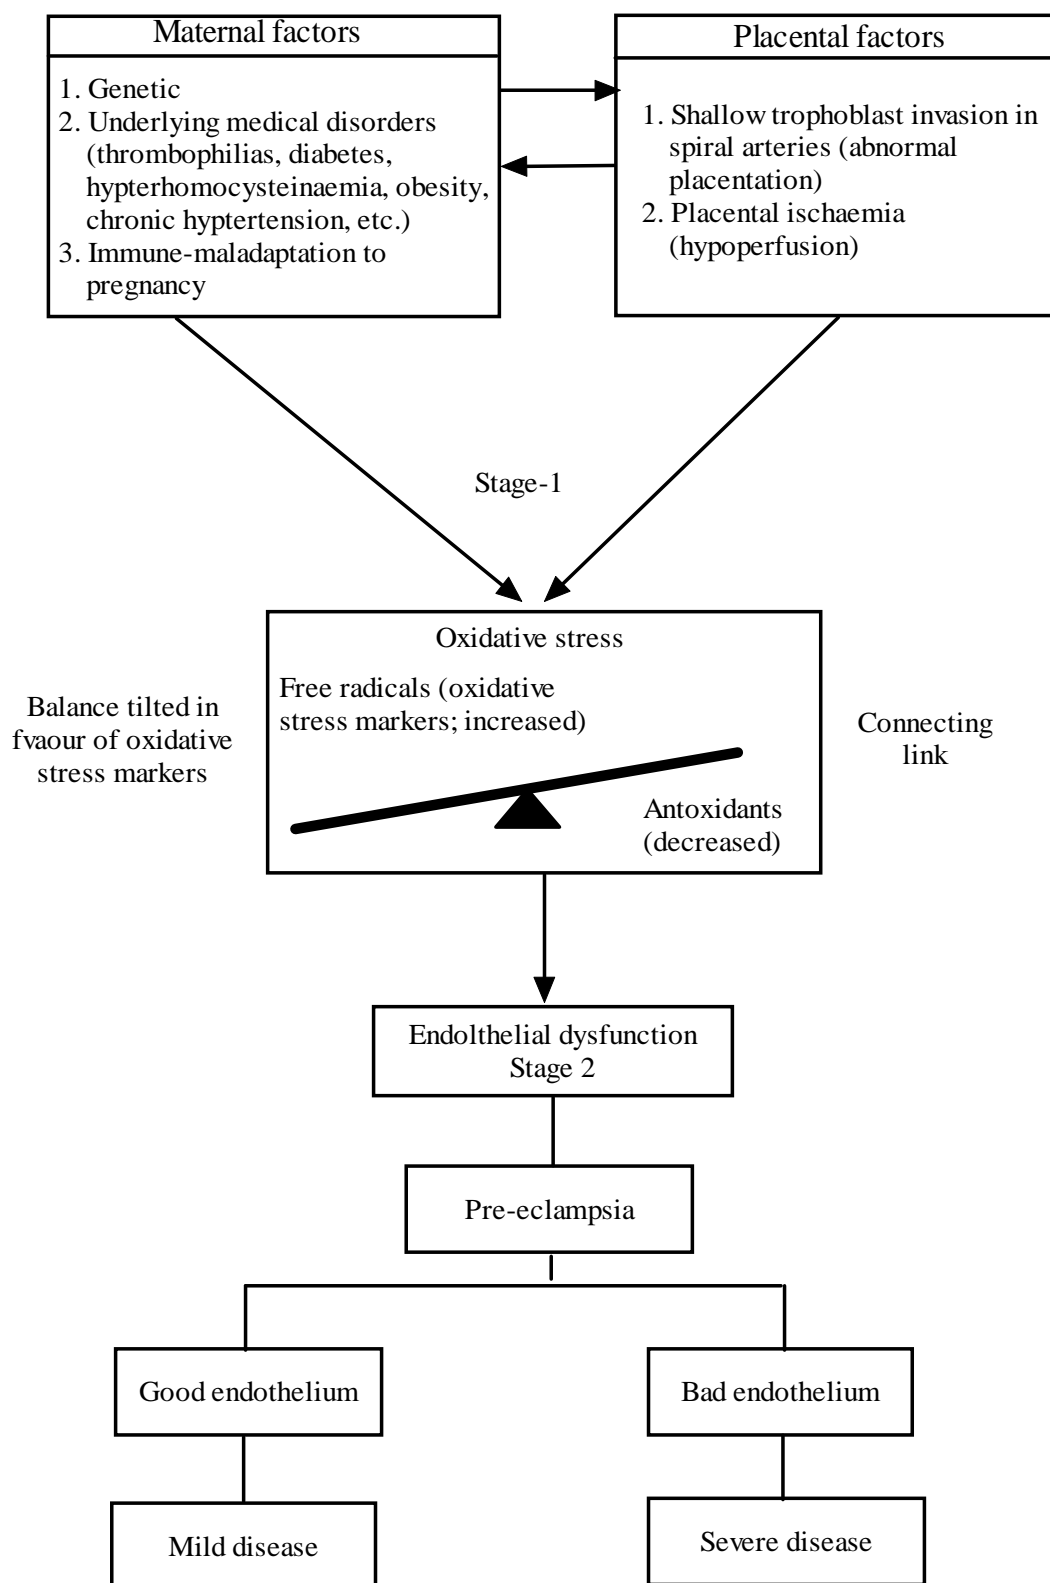 Maternal factors
1. Genetic
2. Underlying medical disorders
(thrombophilias, diabetes,
hypterhomocysteinaemia, obesity,
chronic hyptertension, etc.)
3. Immune-maladaptation to
pregnancy
Placental factors
1. Shallow trophoblast invasion in
spiral arteries (abnormal
placentation)
2. Placental ischaemia
(hypoperfusion)
Stage-1
Oxidative stress
Free radicals (oxidative
stress markers; increased)
Antoxidants
(decreased)
Balance tilted in
fvaour of oxidative
stress markers
Connecting
link
Endolthelial dysfunction
Stage 2
Pre-eclampsia
Good endothelium
Bad endothelium
Mild disease
Severe disease